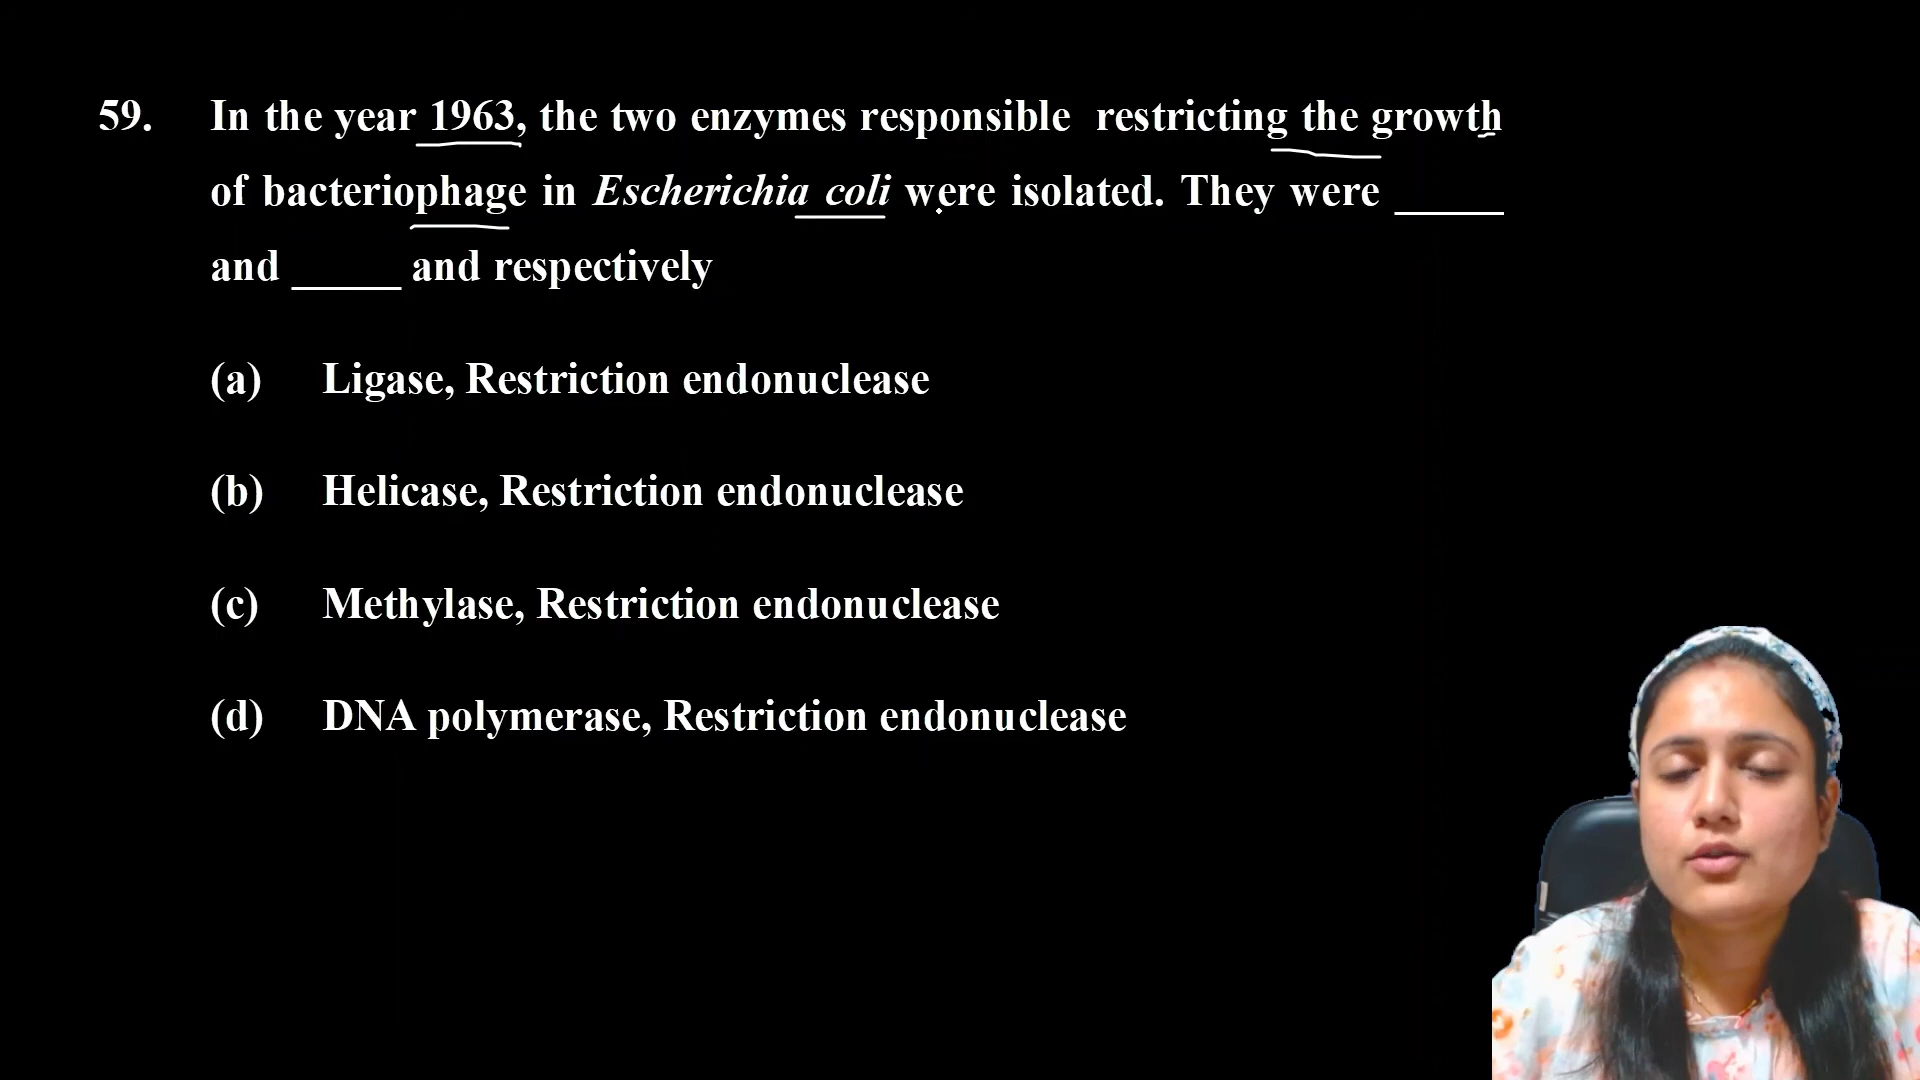 59. In the year 1963, the two enzymes responsible restricting the growth
of bacteriophage in Escherichia coli were isolated. They were _____
and _____ and respectively
(a) Ligase, Restriction endonuclease
(b) Helicase, Restriction endonuclease
(c) Methylase, Restriction endonuclease
(d) DNA polymerase, Restriction endonuclease